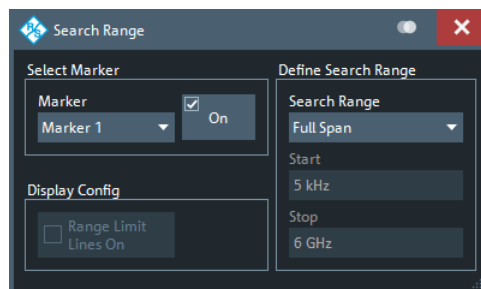 Search Range
Select Marker
Marker
Marker 1
On
Define Search Range
Search Range
Full Span
Start
5 kHz
Stop
6 GHz
Display Config
Range Limit
Lines On